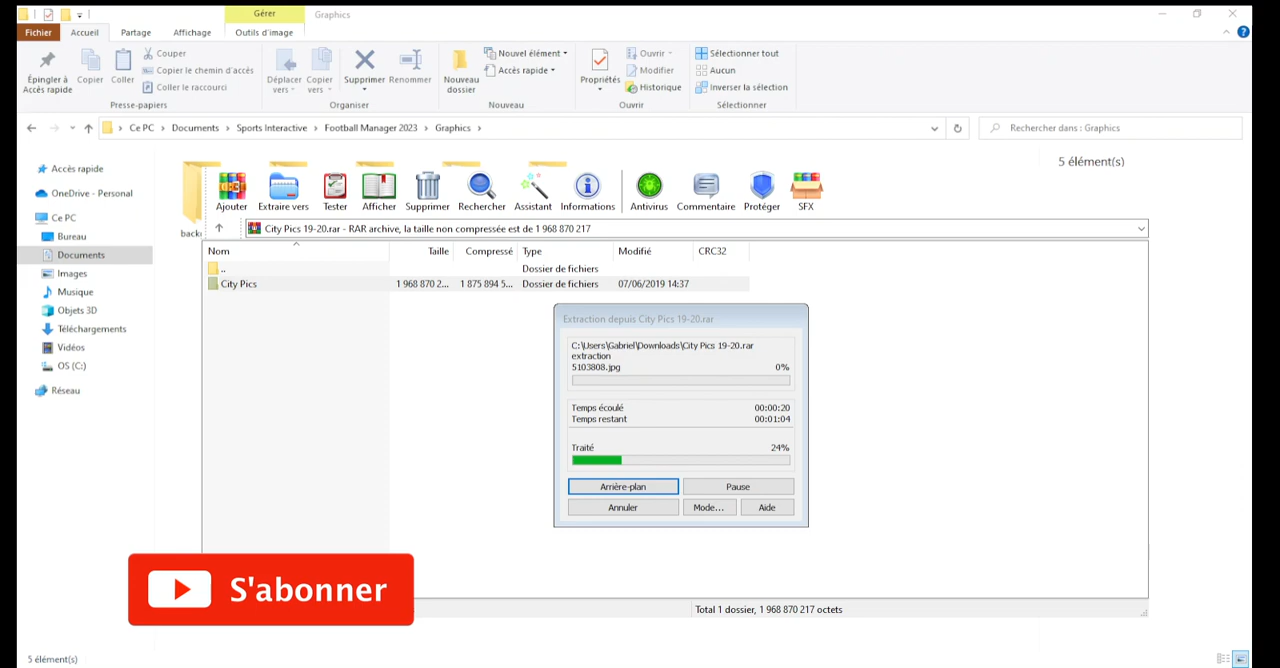 Gérer
Graphics
Fichier
Accueil
Partage
Affichage
Outils d'image
Épingler à
Accès rapide
Copier
Coller
Couper
Copier le chemin d'accès
Coller le raccourci
Presse-papiers
Déplacer
vers
Copier
vers
Supprimer
Renommer
Organiser
Nouveau
dossier
Nouvel élément
Accès rapide
Nouveau
Propriétés
Ouvrir
Modifier
Historique
Ouvrir
Sélectionner tout
Aucun
Inverser la sélection
Sélectionner
Ce PC > Documents > Sports Interactive > Football Manager 2023 > Graphics >
Rechercher dans : Graphics
Accès rapide
OneDrive - Personal
Ce PC
Bureau
Documents
Images
Musique
Objets 3D
Téléchargements
Vidéos
OS (C:)
Réseau
5 élément(s)
Ajouter
Extraire vers
Tester
Afficher
Supprimer
Rechercher
Assistant
Informations
Antivirus
Commentaire
Protéger
SFX
City Pics 19-20.rar - RAR archive, la taille non compressée est de 1 968 870 217
Nom Taille Compressé Type Modifié CRC32
.. Dossier de fichiers
City Pics 1 968 870 2... 1 875 894 5... Dossier de fichiers 07/06/2019 14:37
Extraction depuis City Pics 19-20.rar
C:\Users\Gabriel\Downloads\City Pics 19-20.rar
extraction
5103808.jpg 0%
Temps écoulé 00:00:20
Temps restant 00:01:04
Traité 24%
Arrière-plan
Pause
Annuler
Mode...
Aide
S'abonner
Total 1 dossier, 1 968 870 217 octets
5 élément(s)